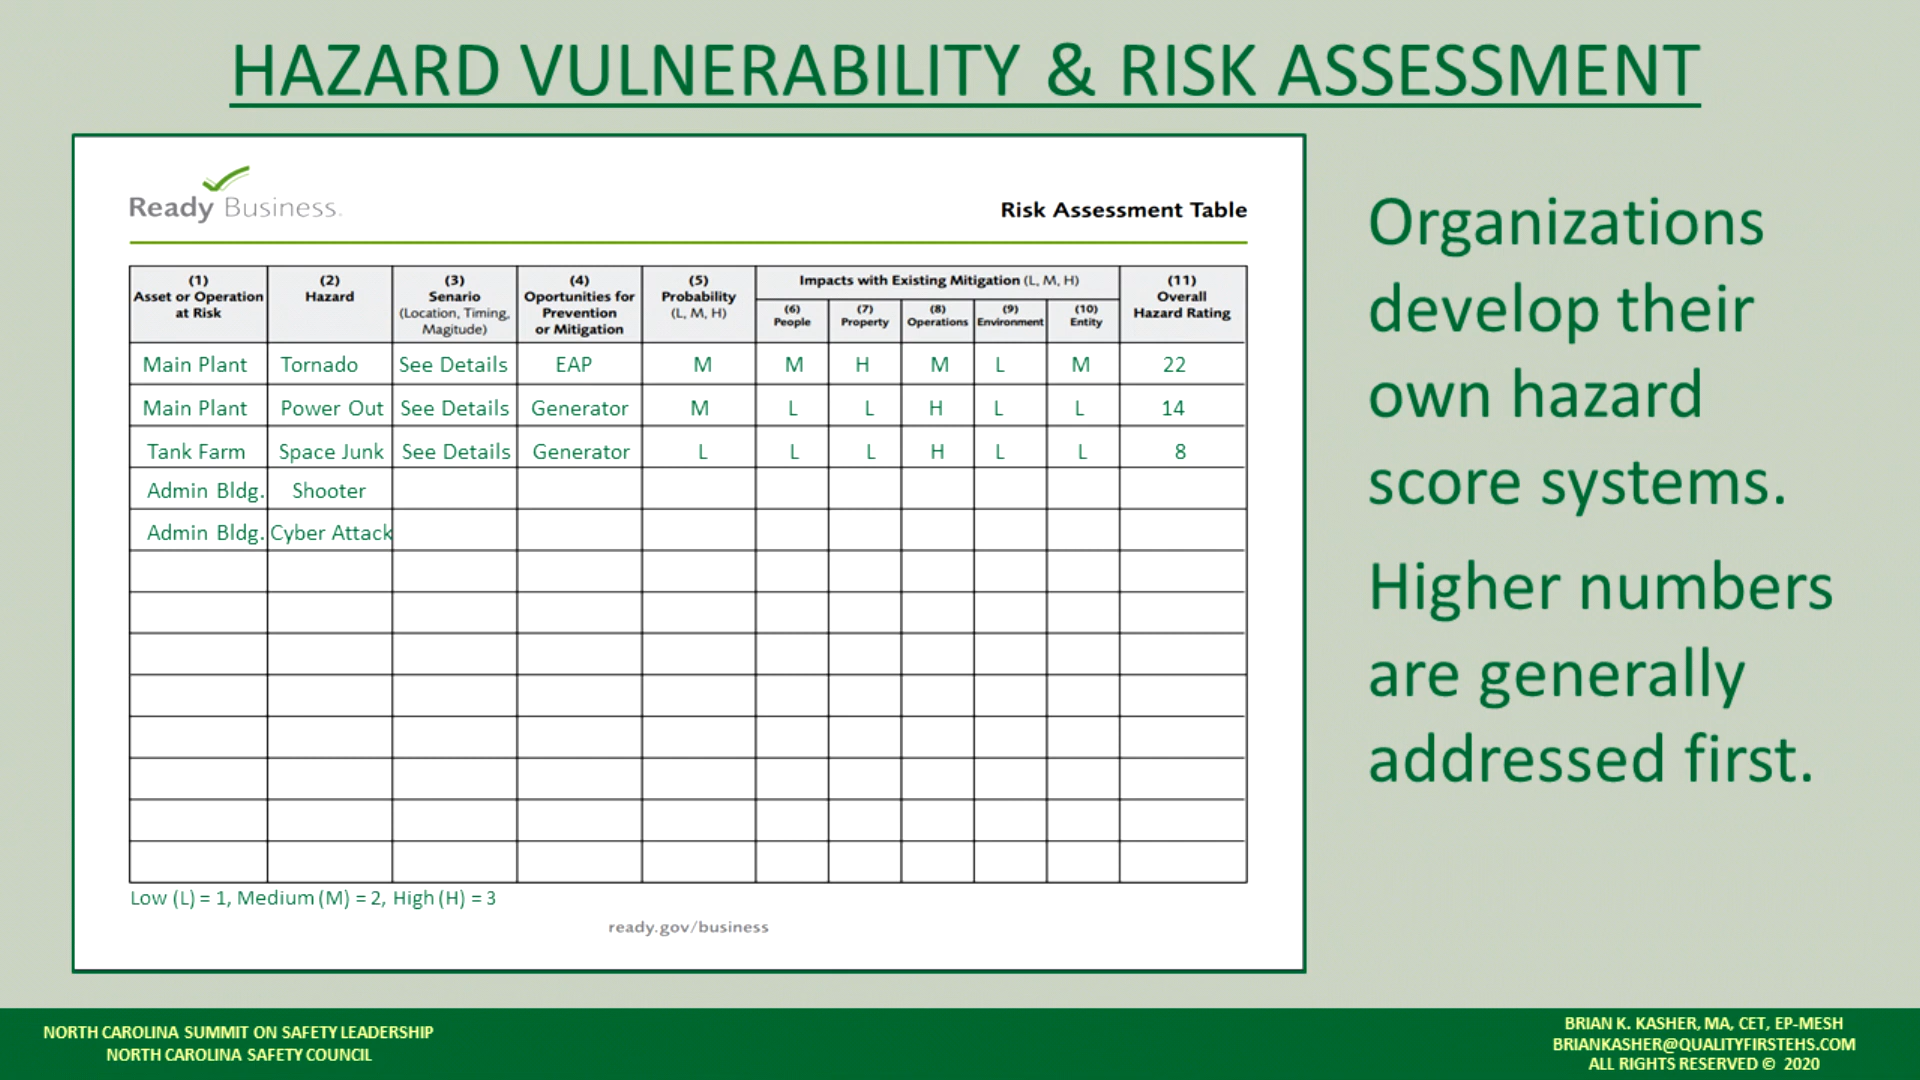 HAZARD VULNERABILITY & RISK ASSESSMENT
Ready Business.
Risk Assessment Table
(1) Asset or Operation at Risk
(2) Hazard
(3) Senario (Location, Timing, Magitude)
(4) Oportunities for Prevention or Mitigation
(5) Probability (L, M, H)
Impacts with Existing Mitigation (L, M, H)
(6) People
(7) Property
(8) Operations
(9) Environment
(10) Entity
(11) Overall Hazard Rating
Main Plant Tornado See Details EAP M M H M L M 22
Main Plant Power Out See Details Generator M L L H L L 14
Tank Farm Space Junk See Details Generator L L L H L L 8
Admin Bldg. Shooter
Admin Bldg. Cyber Attack
Low (L) = 1, Medium (M) = 2, High (H) = 3
ready.gov/business
Organizations
develop their
own hazard
score systems.
Higher numbers
are generally
addressed first.
NORTH CAROLINA SUMMIT ON SAFETY LEADERSHIP
NORTH CAROLINA SAFETY COUNCIL
BRIAN K. KASHER, MA, CET, EP-MESH
BRIANKASHER@QUALITYFIRSTEHS.COM
ALL RIGHTS RESERVED © 2020